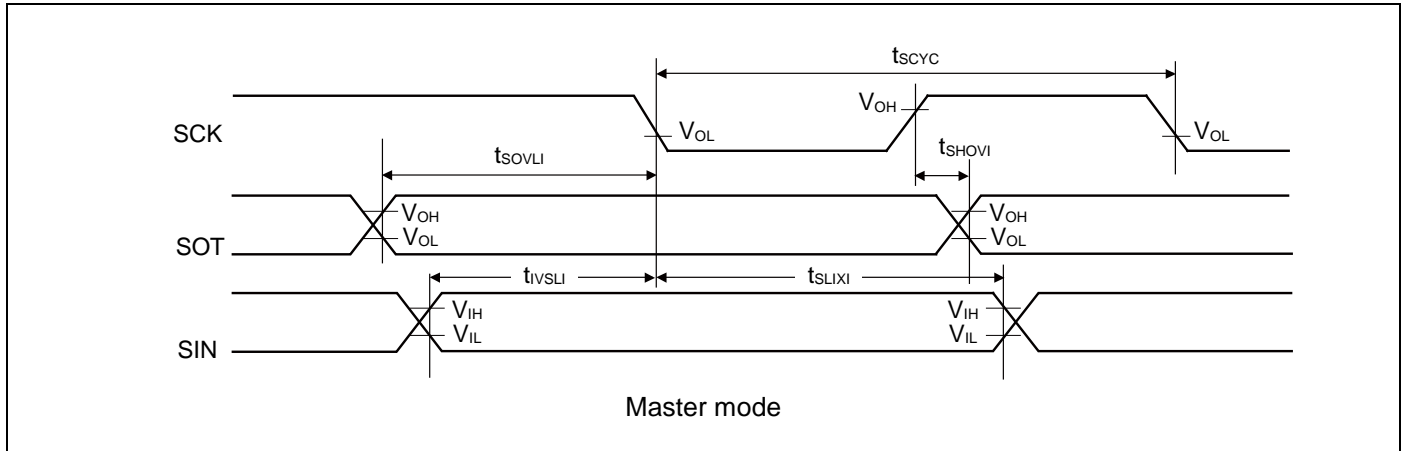 tSCYC
VOH
SCK
VOL
VOL
tSOVLI
tSHOVI
VOH
VOH
SOT
VOL
VOL
tIVSLI
tSLIXI
VIH
VIH
VIL
VIL
SIN
Master mode